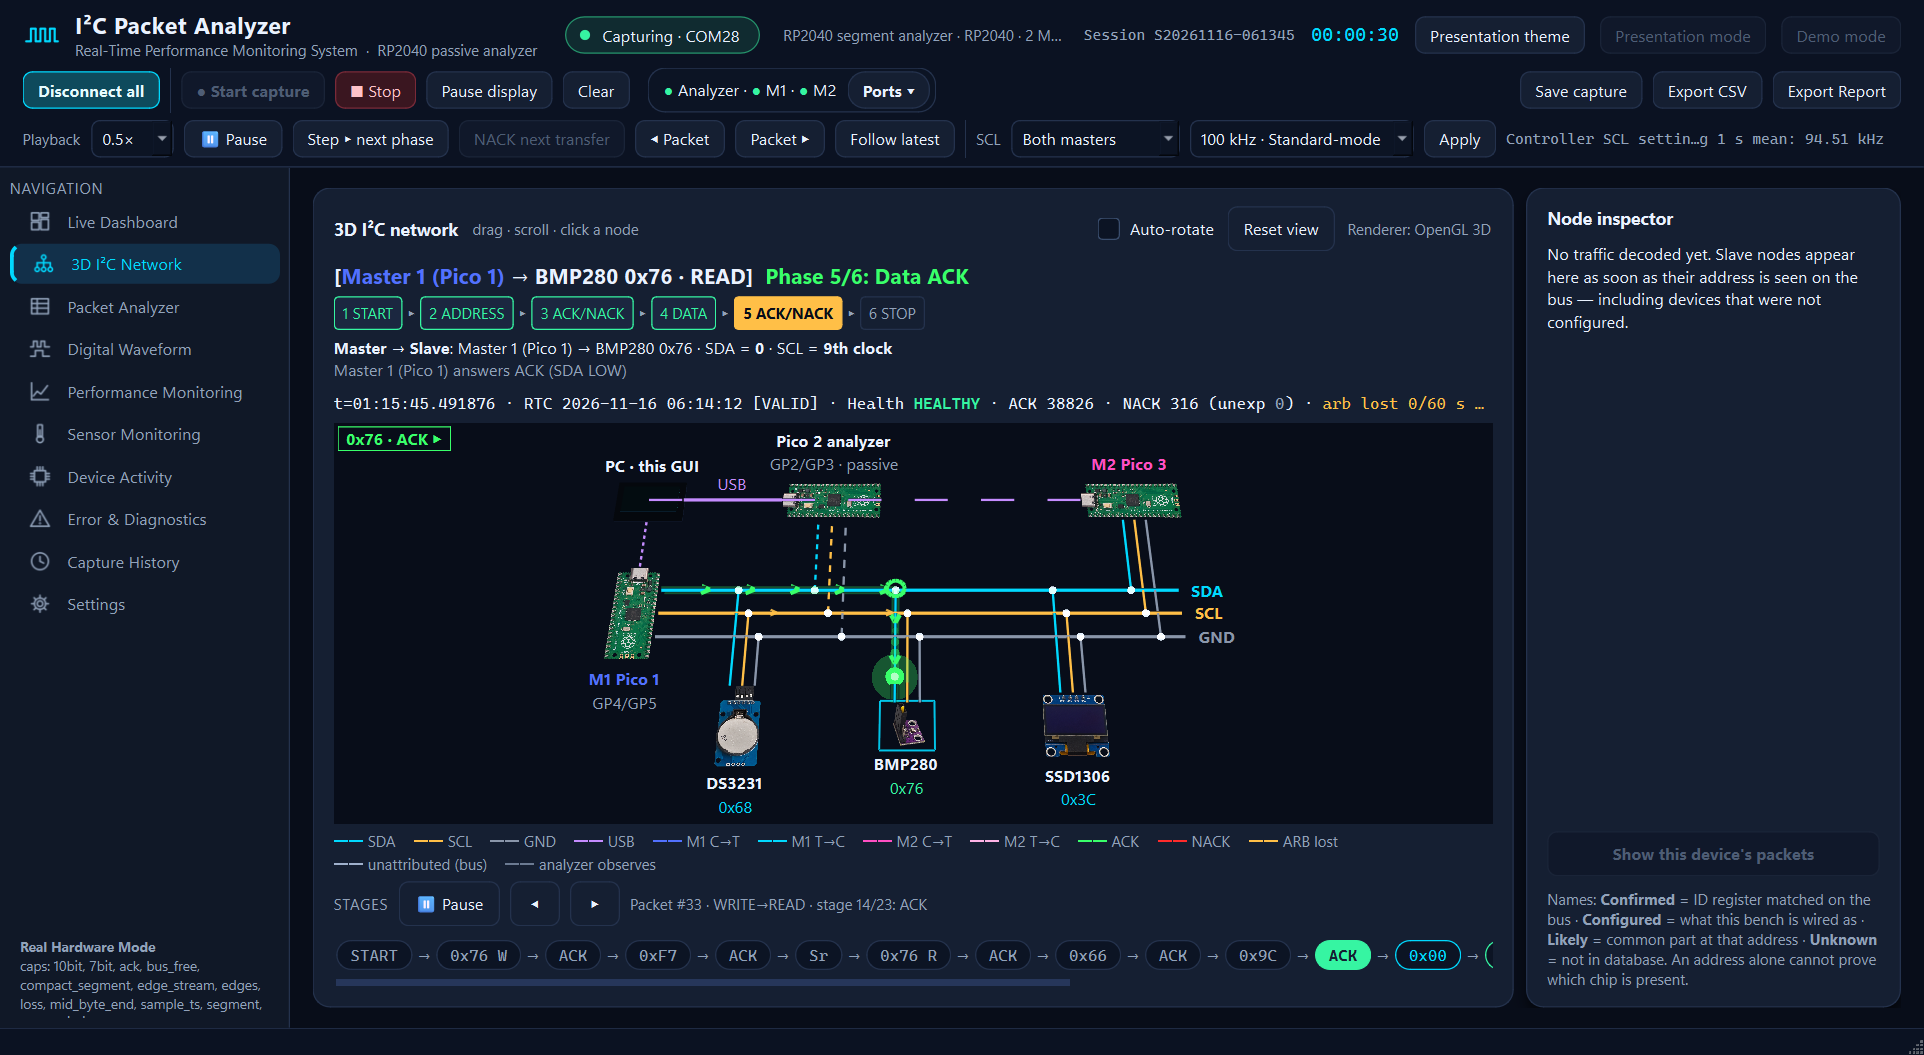 I²C Packet Analyzer
Real-Time Performance Monitoring System · RP2040 passive analyzer
Capturing · COM28
RP2040 segment analyzer · RP2040 · 2 M…
Session S20261116-061345
00:00:30
Presentation theme
Presentation mode
Demo mode
Disconnect all
● Start capture
■ Stop
Pause display
Clear
● Analyzer · ● M1 · ● M2
Ports ▾
Save capture
Export CSV
Export Report
Playback
0.5×
⏸ Pause
Step ▸ next phase
NACK next transfer
◂ Packet
Packet ▸
Follow latest
SCL
Both masters
100 kHz · Standard-mode
Apply
Controller SCL settin…g 1 s mean: 94.51 kHz
NAVIGATION
Live Dashboard
3D I²C Network
Packet Analyzer
Digital Waveform
Performance Monitoring
Sensor Monitoring
Device Activity
Error & Diagnostics
Capture History
Settings
Real Hardware Mode
caps: 10bit, 7bit, ack, bus_free,
compact_segment, edge_stream, edges,
loss, mid_byte_end, sample_ts, segment,
3D I²C network
drag · scroll · click a node
Auto-rotate
Reset view
Renderer: OpenGL 3D
[Master 1 (Pico 1) → BMP280 0x76 · READ] Phase 5/6: Data ACK
1 START ▸ 2 ADDRESS ▸ 3 ACK/NACK ▸ 4 DATA ▸ 5 ACK/NACK ▸ 6 STOP
Master → Slave: Master 1 (Pico 1) → BMP280 0x76 · SDA = 0 · SCL = 9th clock
Master 1 (Pico 1) answers ACK (SDA LOW)
t=01:15:45.491876 · RTC 2026-11-16 06:14:12 [VALID] · Health HEALTHY · ACK 38826 · NACK 316 (unexp 0) · arb lost 0/60 s …
0x76 · ACK ▸
PC · this GUI
USB
Pico 2 analyzer
GP2/GP3 · passive
M2 Pico 3
SDA
SCL
GND
M1 Pico 1
GP4/GP5
DS3231
0x68
BMP280
0x76
SSD1306
0x3C
SDA
SCL
GND
USB
M1 C→T
M1 T→C
M2 C→T
M2 T→C
ACK
NACK
ARB lost
unattributed (bus)
analyzer observes
STAGES
⏸ Pause
◂
▸
Packet #33 · WRITE→READ · stage 14/23: ACK
START → 0x76 W → ACK → 0xF7 → ACK → Sr → 0x76 R → ACK → 0x66 → ACK → 0x9C → ACK → 0x00 →
Node inspector
No traffic decoded yet. Slave nodes appear
here as soon as their address is seen on the
bus — including devices that were not
configured.
Show this device's packets
Names: Confirmed = ID register matched on the
bus · Configured = what this bench is wired as ·
Likely = common part at that address · Unknown
= not in database. An address alone cannot prove
which chip is present.